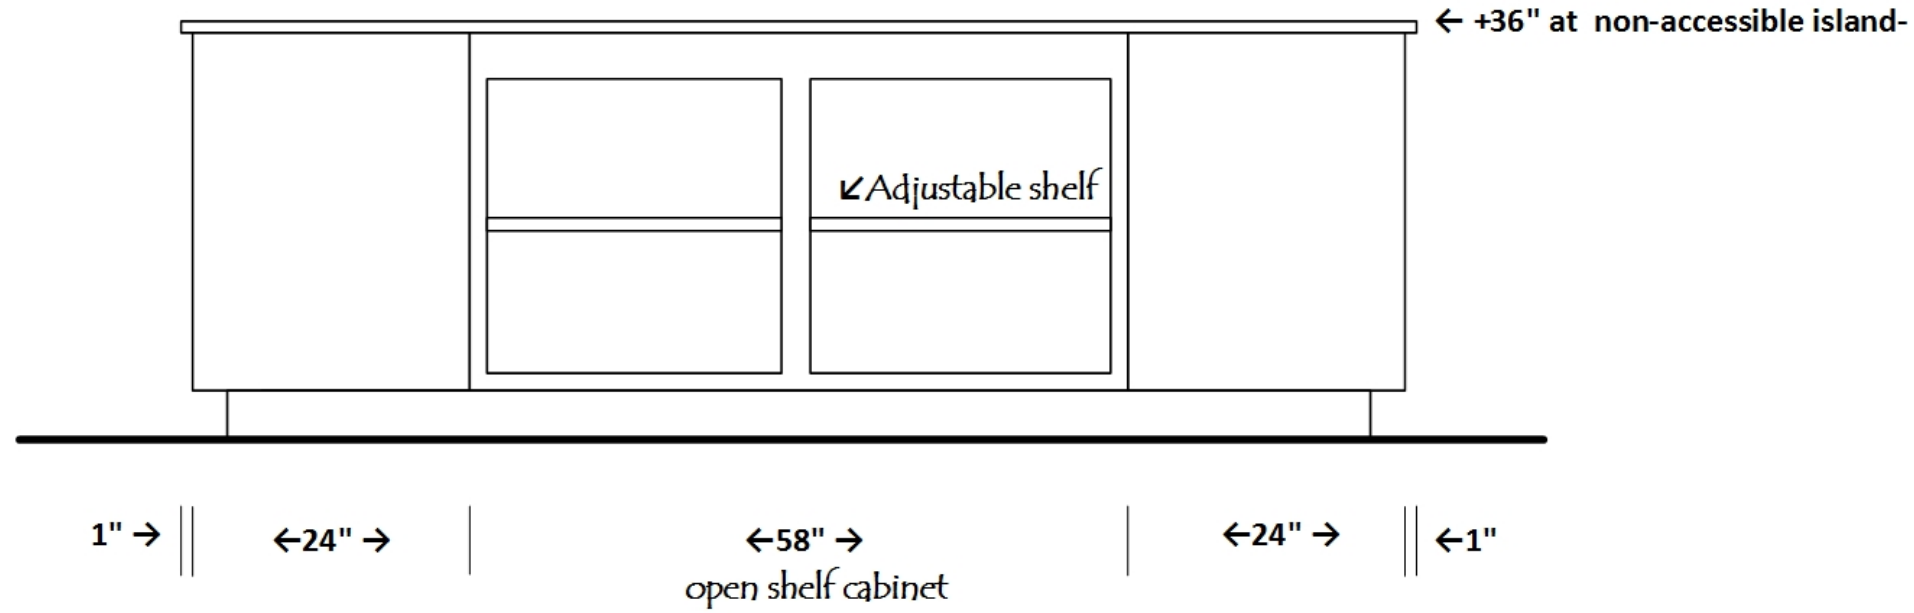 ← +36" at non-accessible island-
↙Adjustable shelf
1" → ←24" → ←58" → ←24" → ←1"
open shelf cabinet